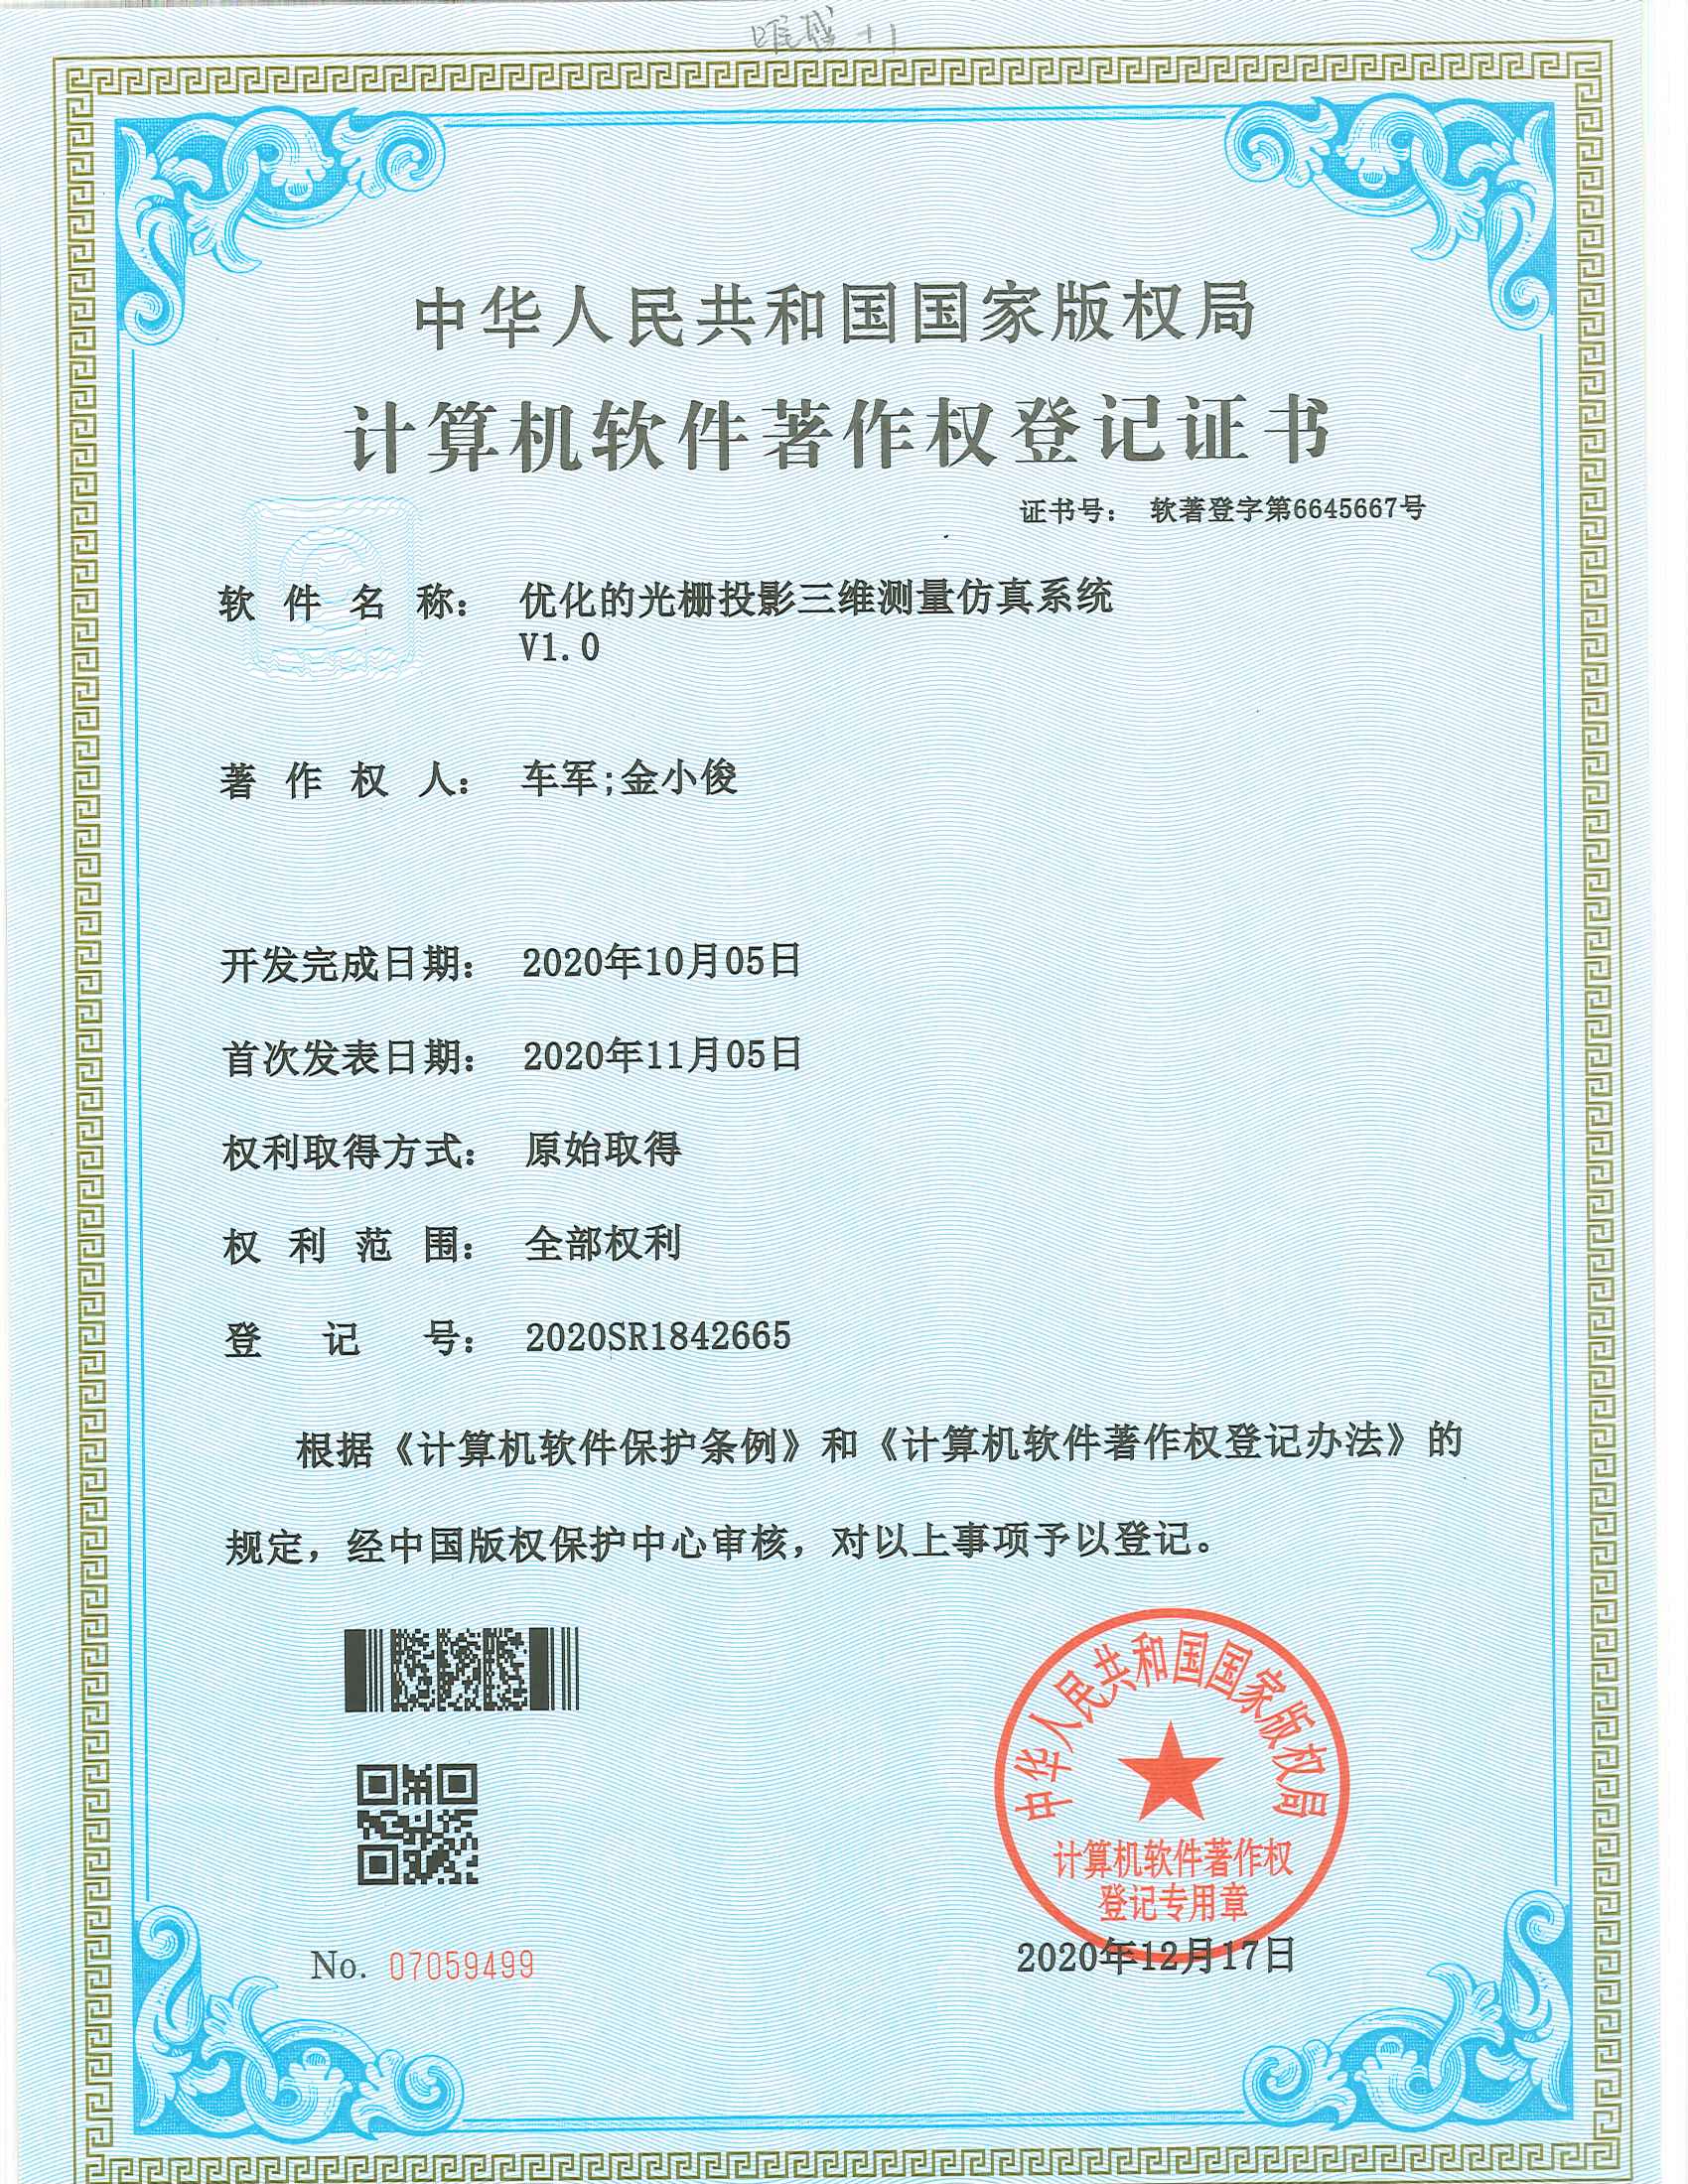 中华人民共和国国家版权局
计算机软件著作权登记证书
证书号： 软著登字第6645667号
软件名称： 优化的光栅投影三维测量仿真系统
V1.0
著作权人： 车军;金小俊
开发完成日期： 2020年10月05日
首次发表日期： 2020年11月05日
权利取得方式： 原始取得
权利范围： 全部权利
登记号： 2020SR1842665
根据《计算机软件保护条例》和《计算机软件著作权登记办法》的
规定，经中国版权保护中心审核，对以上事项予以登记。
中华人民共和国国家版权局
计算机软件著作权
登记专用章
No. 07059499
2020年12月17日